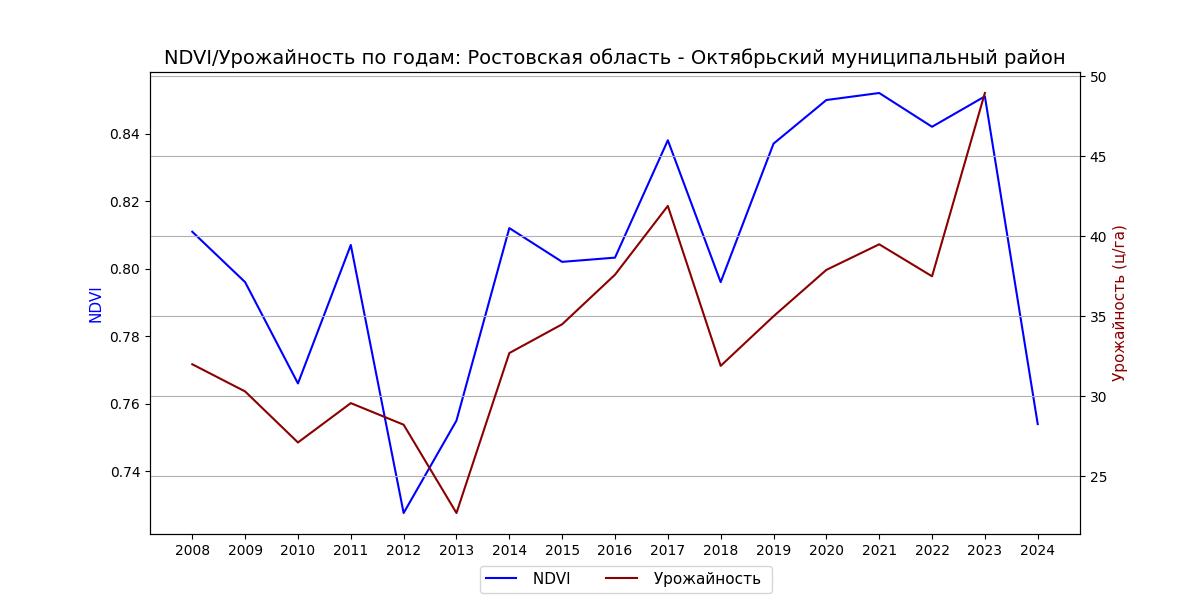 NDVI/Урожайность по годам: Ростовская область - Октябрьский муниципальный район
50
0.84
45
0.82
40
0.80
NDVI
Урожайность (ц/га)
35
0.78
30
0.76
0.74
25
2008 2009 2010 2011 2012 2013 2014 2015 2016 2017 2018 2019 2020 2021 2022 2023 2024
NDVI Урожайность